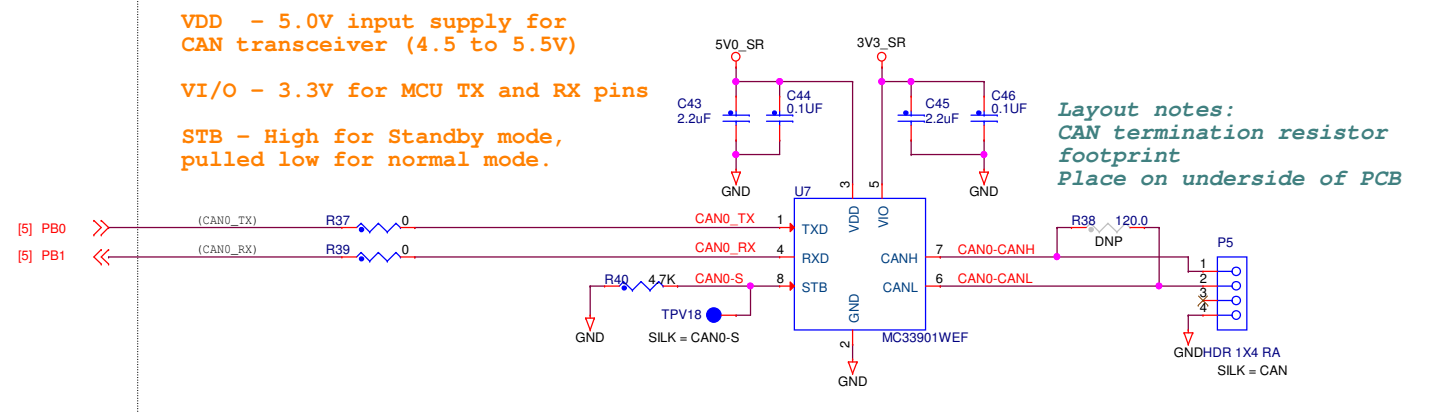 VDD – 5.0V input supply for
CAN transceiver (4.5 to 5.5V)
VI/O – 3.3V for MCU TX and RX pins
STB – High for Standby mode,
pulled low for normal mode.
5V0_SR
3V3_SR
C43
2.2uF
C44
0.1UF
C45
2.2uF
C46
0.1UF
GND
GND
Layout notes:
CAN termination resistor
footprint
Place on underside of PCB
U7
3
5
[5] PB0
(CAN0_TX)
R37
0
CAN0_TX
1
TXD
VDD
VIO
[5] PB1
(CAN0_RX)
R39
0
CAN0_RX
4
RXD
R40
4.7K
CAN0-S
8
STB
TPV18
SILK = CAN0-S
GND
GND
2
GND
MC33901WEF
CANH
7
CAN0-CANH
CANL
6
CAN0-CANL
R38
120.0
DNP
P5
1
2
3
4
GND
HDR 1X4 RA
SILK = CAN